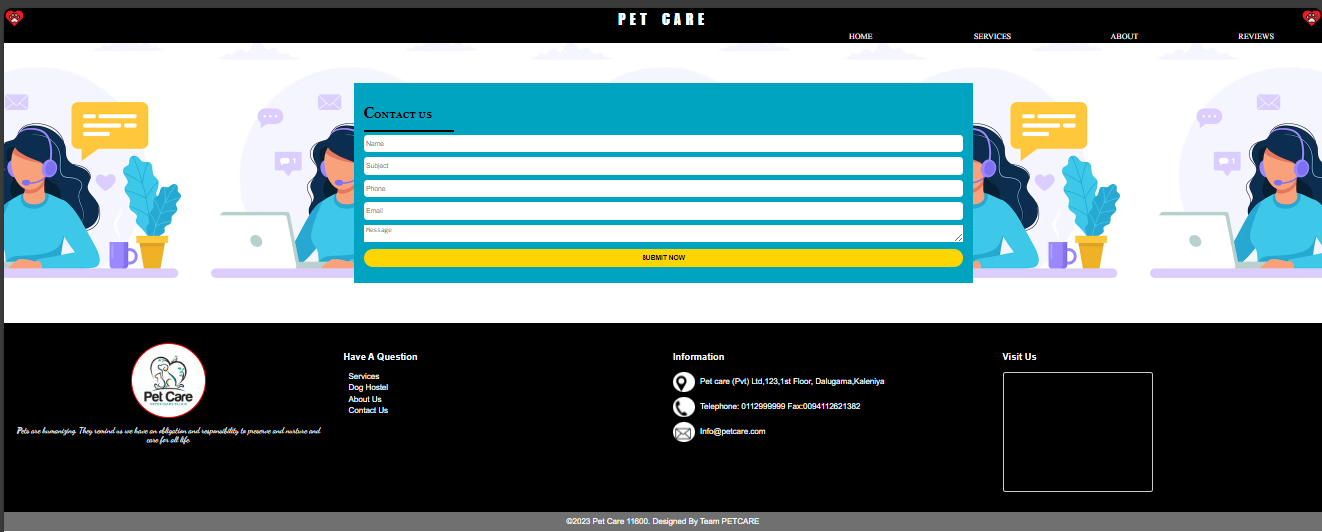 PET CARE
HOME SERVICES ABOUT REVIEWS
1
1
Contact us
Name
Subject
Phone
Email
Message
SUBMIT NOW
Pet Care
Pets are humanizing. They remind us we have an obligation and responsibility to preserve and nurture and
care for all life.
Have A Question
Services
Dog Hostel
About Us
Contact Us
Information
Pet care (Pvt) Ltd,123,1st Floor, Dalugama,Kaleniya
Telephone: 0112999999 Fax:0094112621382
Info@petcare.com
Visit Us
©2023 Pet Care 11600. Designed By Team PETCARE